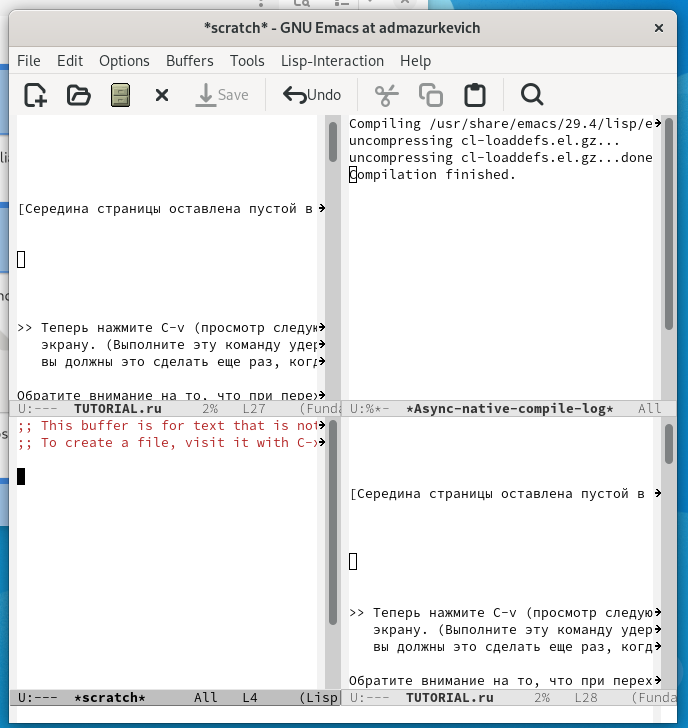 *scratch* - GNU Emacs at admazurkevich
File Edit Options Buffers Tools Lisp-Interaction Help
Save Undo
[Середина страницы оставлена пустой в
>> Теперь нажмите C-v (просмотр следую
экрану. (Выполните эту команду удер
вы должны это сделать еще раз, когд
Обратите внимание на то, что при перех
U:--- TUTORIAL.ru 2% L27 (Funda
Compiling /usr/share/emacs/29.4/lisp/e
uncompressing cl-loaddefs.el.gz...
uncompressing cl-loaddefs.el.gz...done
Compilation finished.
U:%*- *Async-native-compile-log* All
;; This buffer is for text that is not
;; To create a file, visit it with C-x
U:--- *scratch* All L4 (Lisp
[Середина страницы оставлена пустой в
>> Теперь нажмите C-v (просмотр следую
экрану. (Выполните эту команду удер
вы должны это сделать еще раз, когд
Обратите внимание на то, что при перех
U:--- TUTORIAL.ru 2% L28 (Funda